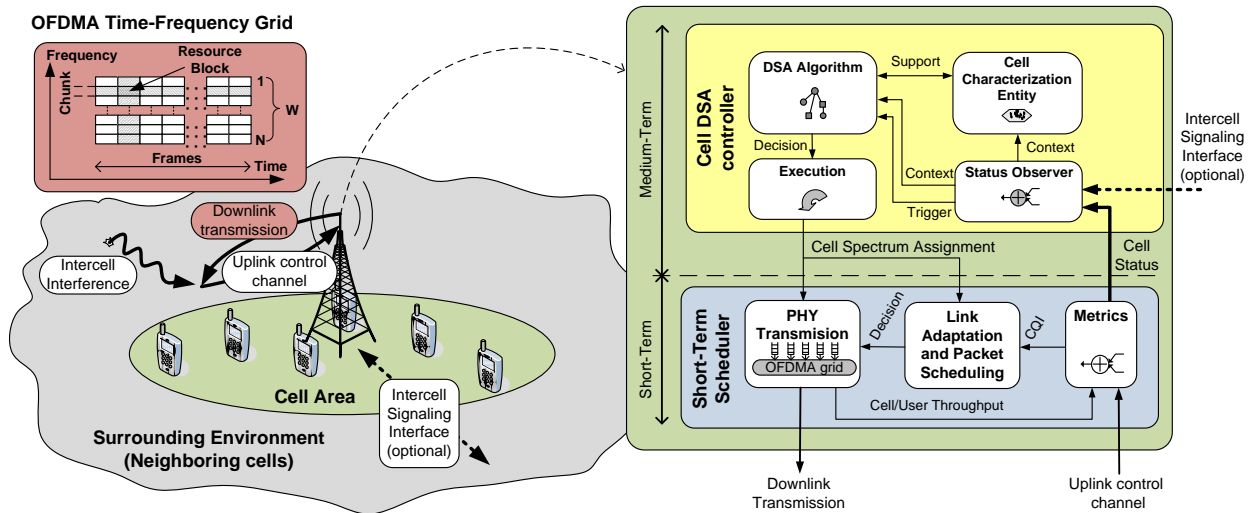 OFDMA Time-Frequency Grid
Frequency
Resource
Block
Chunk
1
W
N
Frames
Time
Downlink
transmission
Intercell
Interference
Uplink control
channel
Cell Area
Intercell
Signaling
Interface
(optional)
Surrounding Environment
(Neighboring cells)
Medium-Term
Short-Term
Cell DSA
controller
DSA Algorithm
Support
Cell
Characterization
Entity
Decision
Context
Execution
Context
Trigger
Status Observer
Intercell
Signaling
Interface
(optional)
Cell Spectrum Assignment
Cell
Status
Short-Term
Scheduler
PHY
Transmision
OFDMA grid
Decision
Link
Adaptation
and Packet
Scheduling
CQI
Metrics
Cell/User Throughput
Downlink
Transmission
Uplink control
channel